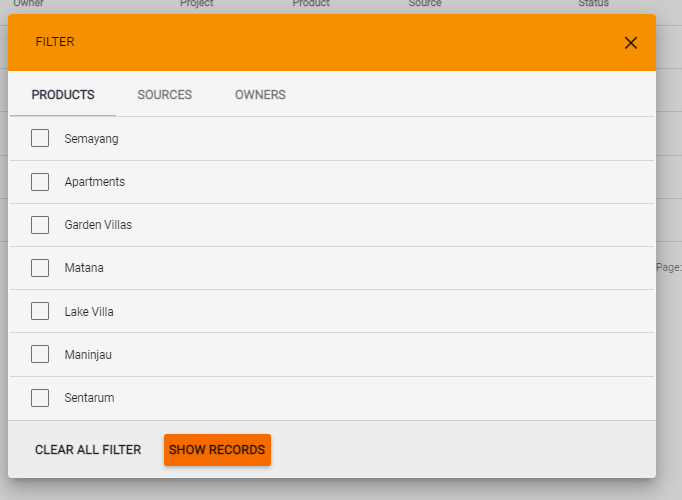 Owner Project Product Source Status
FILTER
PRODUCTS SOURCES OWNERS
Semayang
Apartments
Garden Villas
Matana
Page:
Lake Villa
Maninjau
Sentarum
CLEAR ALL FILTER SHOW RECORDS